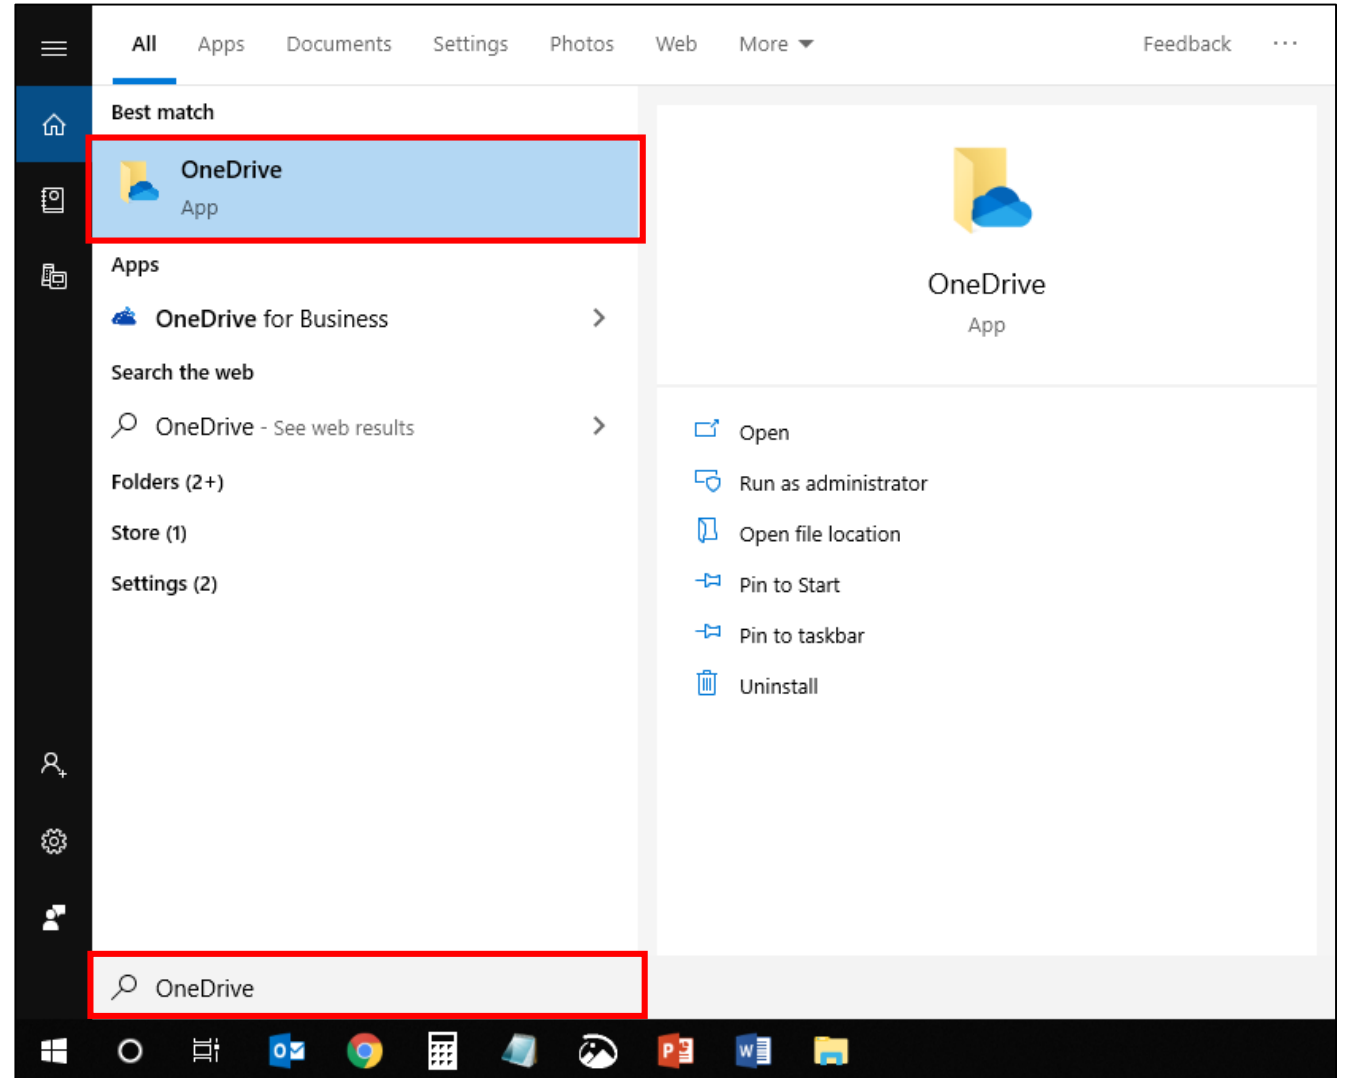 All Apps Documents Settings Photos Web More Feedback ...
Best match
OneDrive
App
Apps
OneDrive for Business
Search the web
OneDrive - See web results
Folders (2+)
Store (1)
Settings (2)
OneDrive
App
Open
Run as administrator
Open file location
Pin to Start
Pin to taskbar
Uninstall
OneDrive